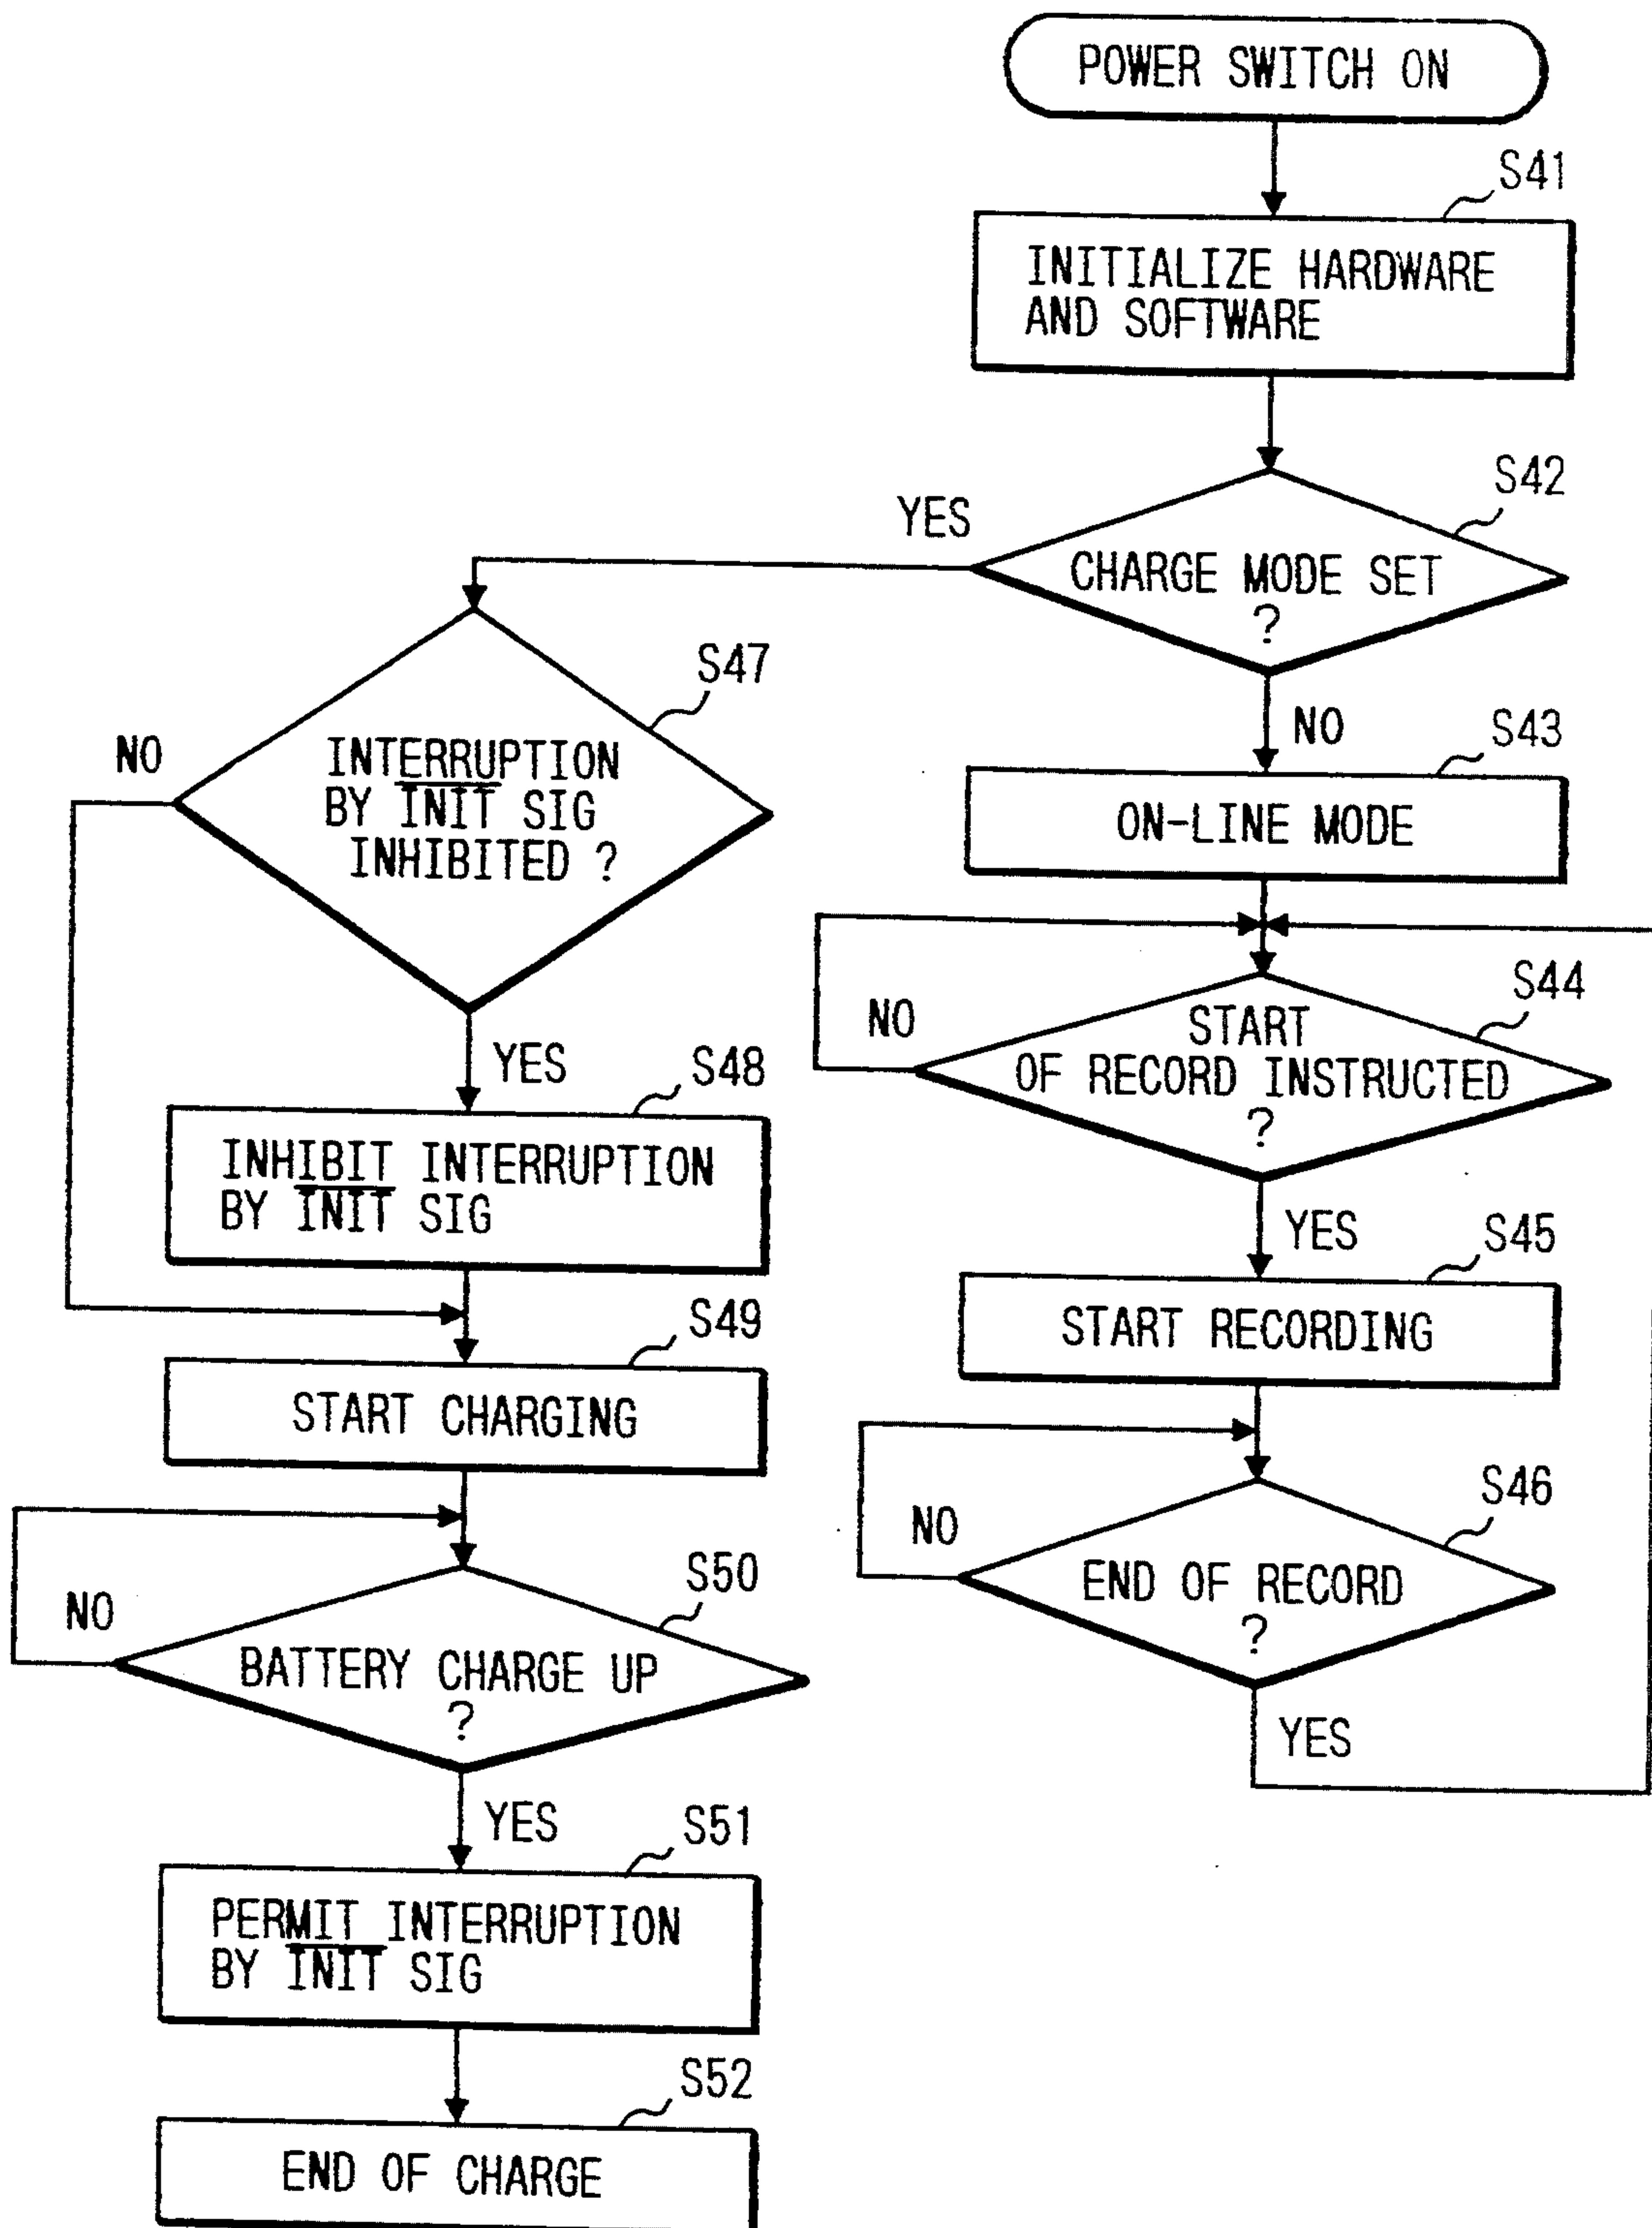 POWER SWITCH ON
S41
INITIALIZE HARDWARE
AND SOFTWARE
S42
CHARGE MODE SET
?
YES
NO
S43
ON-LINE MODE
S44
START
OF RECORD INSTRUCTED
?
NO
YES
S45
START RECORDING
S46
END OF RECORD
?
NO
YES
S47
INTERRUPTION
BY I̅N̅I̅T̅ SIG
INHIBITED ?
NO
YES
S48
INHIBIT INTERRUPTION
BY I̅N̅I̅T̅ SIG
S49
START CHARGING
S50
BATTERY CHARGE UP
?
NO
YES
S51
PERMIT INTERRUPTION
BY I̅N̅I̅T̅ SIG
S52
END OF CHARGE